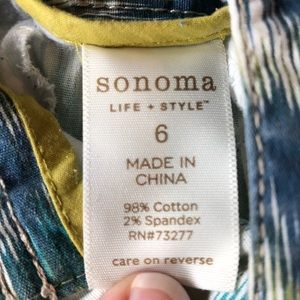 sonoma
LIFE + STYLE™
6
MADE IN
CHINA
98% Cotton
2% Spandex
RN#73277
care on reverse